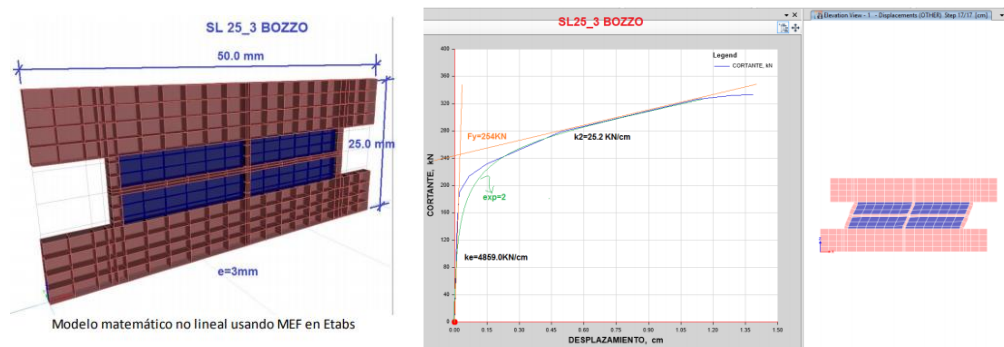 SL 25_3 BOZZO
50.0 mm
25.0 mm
e=3mm
Modelo matemático no lineal usando MEF en Etabs
SL25_3 BOZZO
Legend
CORTANTE, kN
400
360
320
280
240
200
160
120
80
40
0
CORTANTE, kN
Fy=254KN
k2=25.2 KN/cm
exp=2
ke=4859.0KN/cm
0.00
0.15
0.30
0.45
0.60
0.75
0.90
1.05
1.20
1.35
1.50
DESPLAZAMIENTO, cm
Elevation View - 1 - Displacements (OTHER) Step 17/17 [cm]